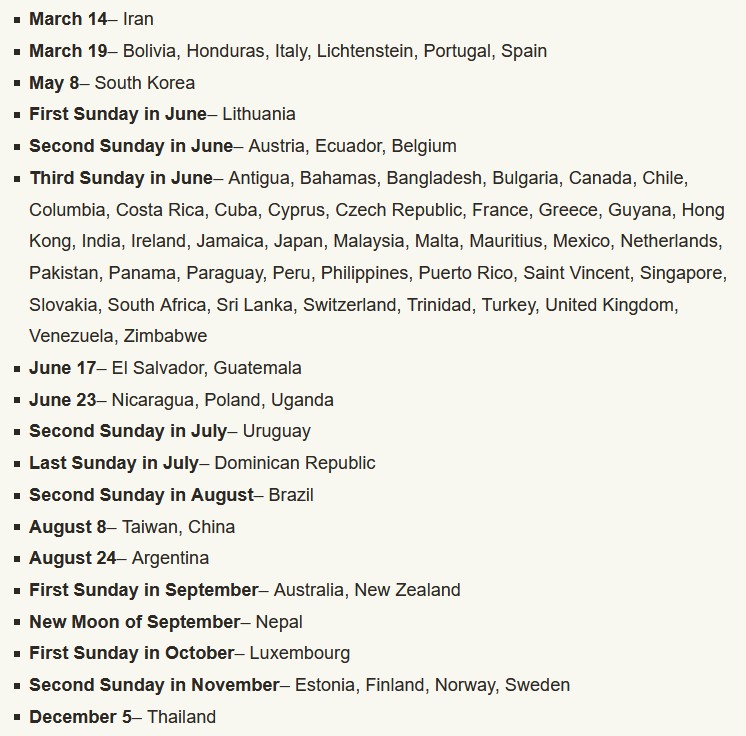 March 14– Iran
March 19– Bolivia, Honduras, Italy, Lichtenstein, Portugal, Spain
May 8– South Korea
First Sunday in June– Lithuania
Second Sunday in June– Austria, Ecuador, Belgium
Third Sunday in June– Antigua, Bahamas, Bangladesh, Bulgaria, Canada, Chile,
Columbia, Costa Rica, Cuba, Cyprus, Czech Republic, France, Greece, Guyana, Hong
Kong, India, Ireland, Jamaica, Japan, Malaysia, Malta, Mauritius, Mexico, Netherlands,
Pakistan, Panama, Paraguay, Peru, Philippines, Puerto Rico, Saint Vincent, Singapore,
Slovakia, South Africa, Sri Lanka, Switzerland, Trinidad, Turkey, United Kingdom,
Venezuela, Zimbabwe
June 17– El Salvador, Guatemala
June 23– Nicaragua, Poland, Uganda
Second Sunday in July– Uruguay
Last Sunday in July– Dominican Republic
Second Sunday in August– Brazil
August 8– Taiwan, China
August 24– Argentina
First Sunday in September– Australia, New Zealand
New Moon of September– Nepal
First Sunday in October– Luxembourg
Second Sunday in November– Estonia, Finland, Norway, Sweden
December 5– Thailand